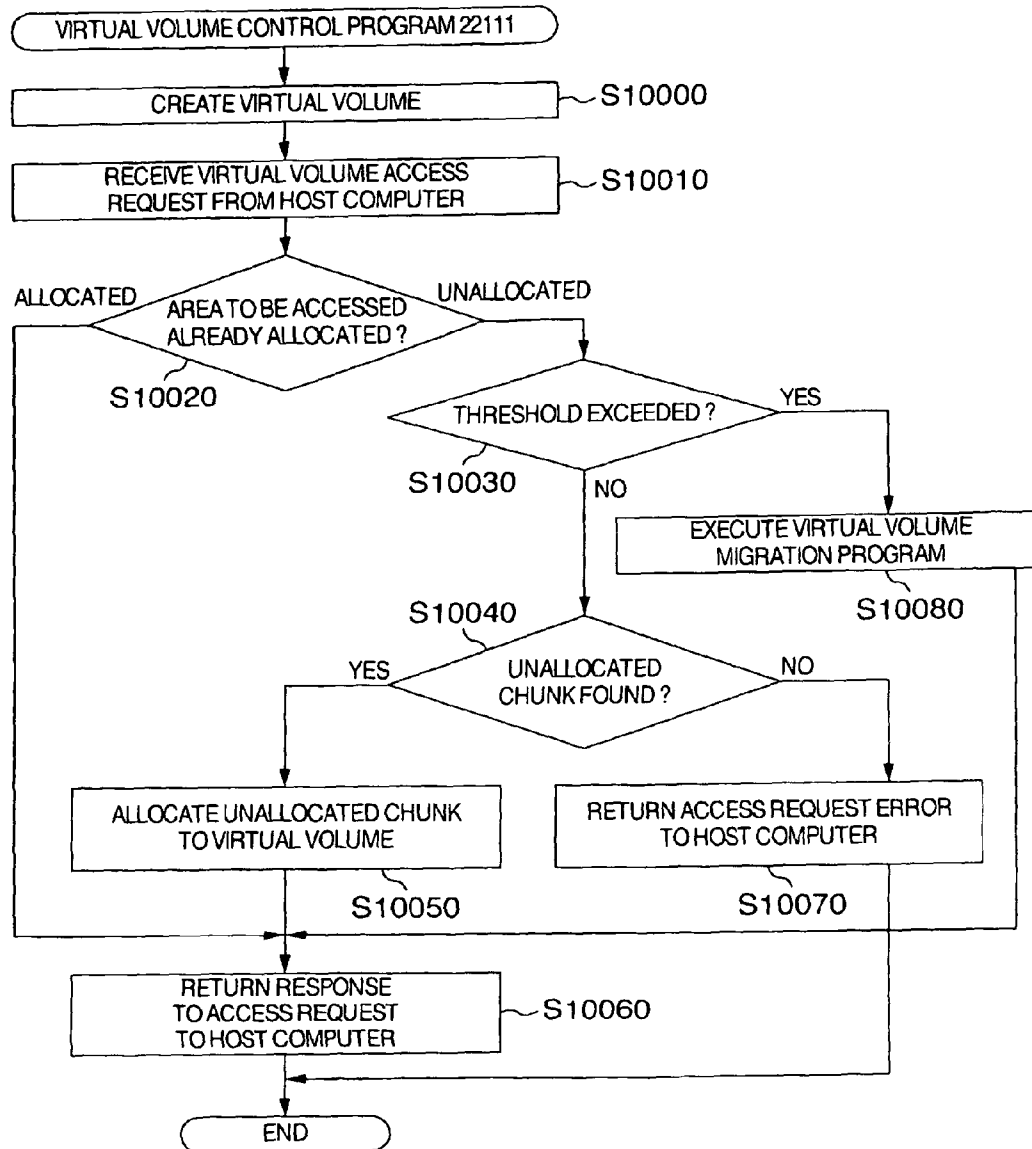 VIRTUAL VOLUME CONTROL PROGRAM 22111
CREATE VIRTUAL VOLUME
S10000
RECEIVE VIRTUAL VOLUME ACCESS
REQUEST FROM HOST COMPUTER
S10010
ALLOCATED
AREA TO BE ACCESSED
ALREADY ALLOCATED ?
UNALLOCATED
S10020
THRESHOLD EXCEEDED ?
YES
S10030
NO
EXECUTE VIRTUAL VOLUME
MIGRATION PROGRAM
S10080
S10040
YES
UNALLOCATED
CHUNK FOUND ?
NO
ALLOCATE UNALLOCATED CHUNK
TO VIRTUAL VOLUME
S10050
RETURN ACCESS REQUEST ERROR
TO HOST COMPUTER
S10070
RETURN RESPONSE
TO ACCESS REQUEST
TO HOST COMPUTER
S10060
END